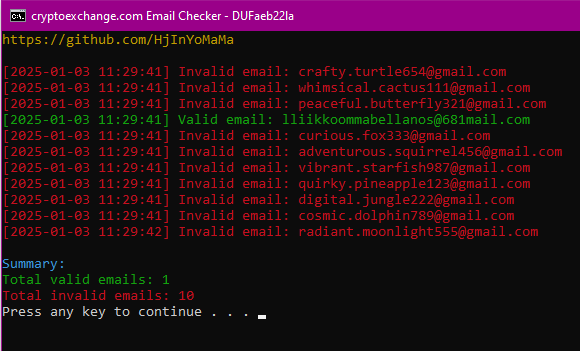 cryptoexchange.com Email Checker - DUFaeb22la
https://github.com/HjInYoMaMa
[2025-01-03 11:29:41] Invalid email: crafty.turtle654@gmail.com
[2025-01-03 11:29:41] Invalid email: whimsical.cactus111@gmail.com
[2025-01-03 11:29:41] Invalid email: peaceful.butterfly321@gmail.com
[2025-01-03 11:29:41] Valid email: lliikkoommabellanos@681mail.com
[2025-01-03 11:29:41] Invalid email: curious.fox333@gmail.com
[2025-01-03 11:29:41] Invalid email: adventurous.squirrel456@gmail.com
[2025-01-03 11:29:41] Invalid email: vibrant.starfish987@gmail.com
[2025-01-03 11:29:41] Invalid email: quirky.pineapple123@gmail.com
[2025-01-03 11:29:41] Invalid email: digital.jungle222@gmail.com
[2025-01-03 11:29:41] Invalid email: cosmic.dolphin789@gmail.com
[2025-01-03 11:29:42] Invalid email: radiant.moonlight555@gmail.com
Summary:
Total valid emails: 1
Total invalid emails: 10
Press any key to continue . . .